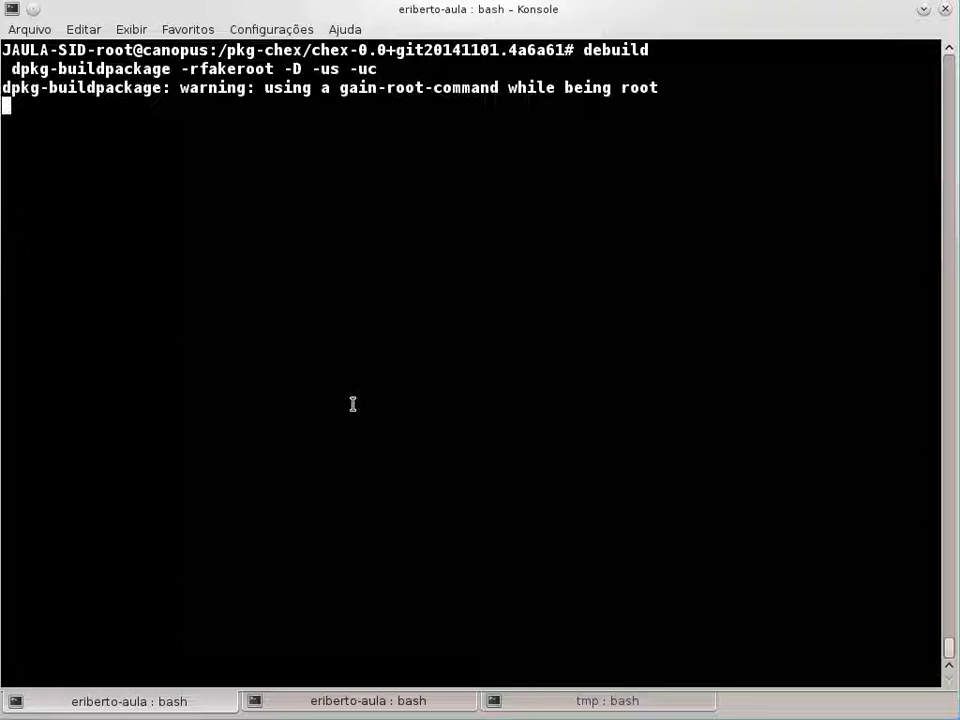 eriberto-aula : bash – Konsole
Arquivo Editar Exibir Favoritos Configurações Ajuda
JAULA-SID-root@canopus:/pkg-chex/chex-0.0+git20141101.4a6a61# debuild
dpkg-buildpackage -rfakeroot -D -us -uc
dpkg-buildpackage: warning: using a gain-root-command while being root
eriberto-aula : bash eriberto-aula : bash tmp : bash